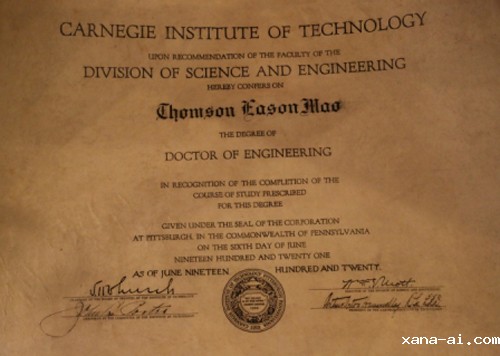 CARNEGIE INSTITUTE OF TECHNOLOGY
UPON RECOMMENDATION OF THE FACULTY OF THE
DIVISION OF SCIENCE AND ENGINEERING
HEREBY CONFERS ON
Thomson Eason Mao
THE DEGREE OF
DOCTOR OF ENGINEERING
IN RECOGNITION OF THE COMPLETION OF THE
COURSE OF STUDY PRESCRIBED
FOR THIS DEGREE
GIVEN UNDER THE SEAL OF THE CORPORATION
AT PITTSBURGH, IN THE COMMONWEALTH OF PENNSYLVANIA
ON THE SIXTH DAY OF JUNE
NINETEEN HUNDRED AND TWENTY ONE
AS OF JUNE NINETEEN HUNDRED AND TWENTY.
xana-ai.com